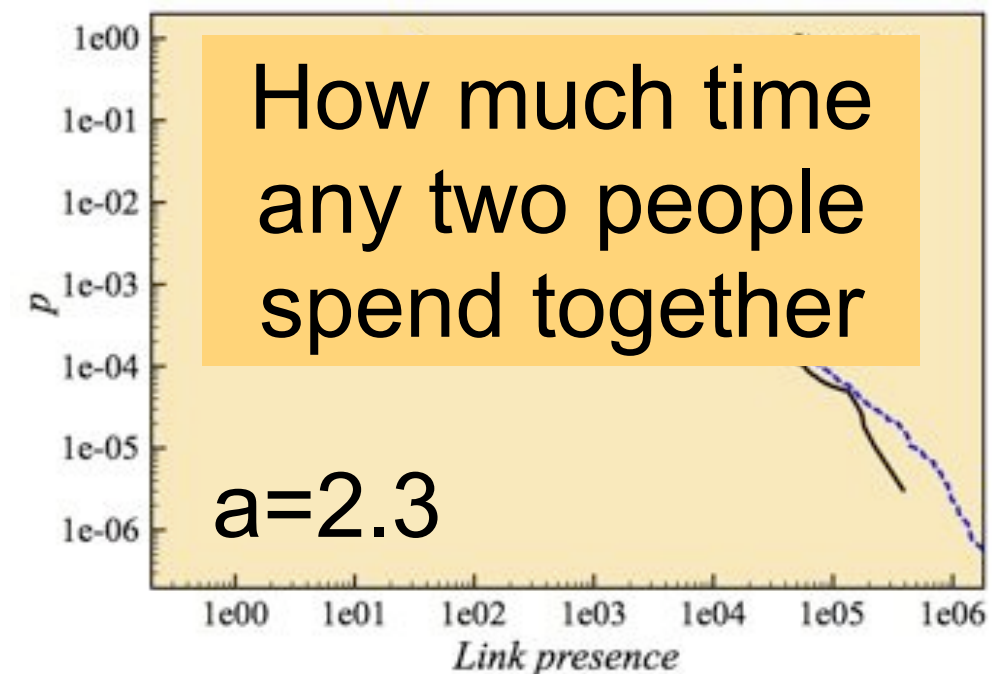 1e00
How much time
1e-01
any two people
1e-02
spend together
1e-03
p
1e-04
1e-05
a=2.3
1e-06
1e00 1e01 1e02 1e03 1e04 1e05 1e06
Link presence